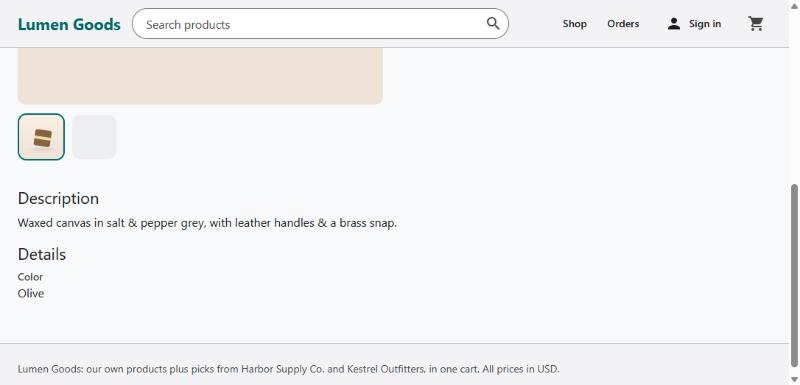 Lumen Goods
Search products
Shop
Orders
Sign in
Description
Waxed canvas in salt & pepper grey, with leather handles & a brass snap.
Details
Color
Olive
Lumen Goods: our own products plus picks from Harbor Supply Co. and Kestrel Outfitters, in one cart. All prices in USD.